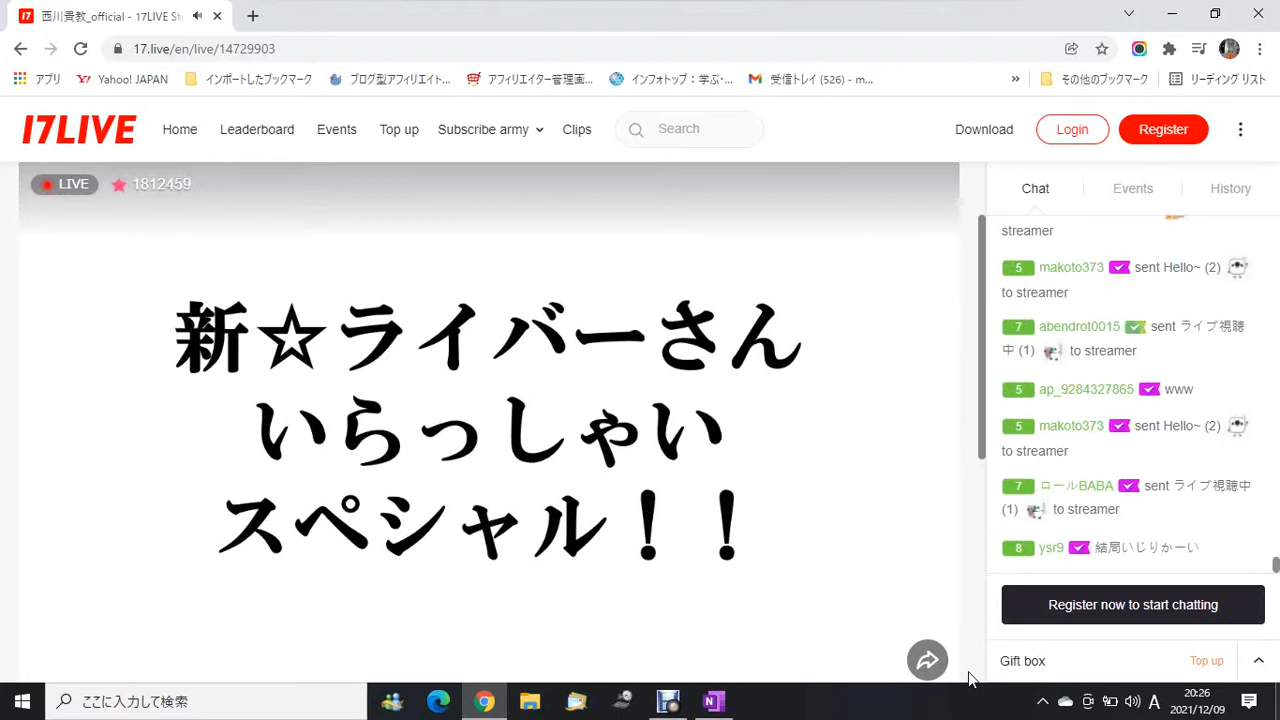 西川貴教_official - 17LIVE St
17.live/en/live/14729903
アプリ
Yahoo! JAPAN
インポートしたブックマーク
ブログ型アフィリエイト...
アフィリエイター管理画...
インフォトップ：学ぶ・...
受信トレイ (526) - m...
»
その他のブックマーク
リーディング リスト
17LIVE
Home
Leaderboard
Events
Top up
Subscribe army
Clips
Search
Download
Login
Register
LIVE
1812459
新☆ライバーさん
いらっしゃい
スペシャル！！
Chat
Events
History
streamer
5 makoto373 sent Hello~ (2)
to streamer
7 abendrot0015 sent ライブ視聴
中 (1) to streamer
5 ap_9284327865 www
5 makoto373 sent Hello~ (2)
to streamer
7 ロールBABA sent ライブ視聴中
(1) to streamer
8 ysr9 結局いじりかーい
Register now to start chatting
Gift box
Top up
ここに入力して検索
A
20:26
2021/12/09